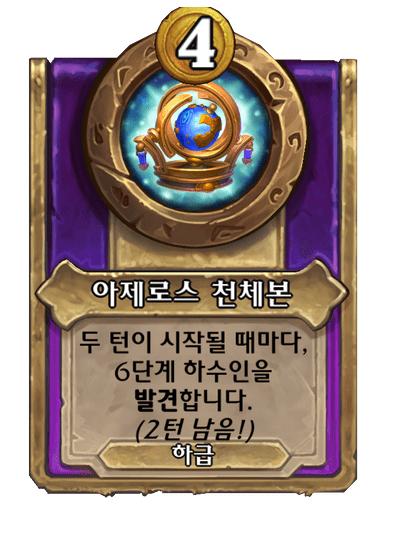 4
아제로스 천체본
두 턴이 시작될 때마다,
6단계 하수인을
발견합니다.
(2턴 남음!)
하급